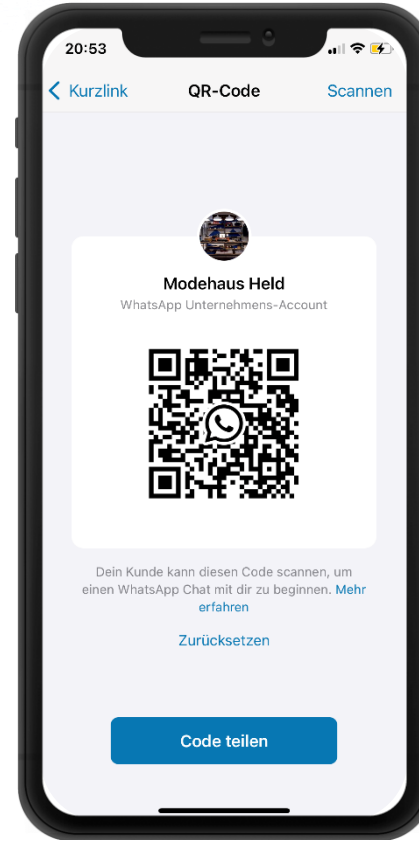 20:53
Kurzlink
QR-Code
Scannen
Modehaus Held
WhatsApp Unternehmens-Account
Dein Kunde kann diesen Code scannen, um
einen WhatsApp Chat mit dir zu beginnen. Mehr
erfahren
Zurücksetzen
Code teilen